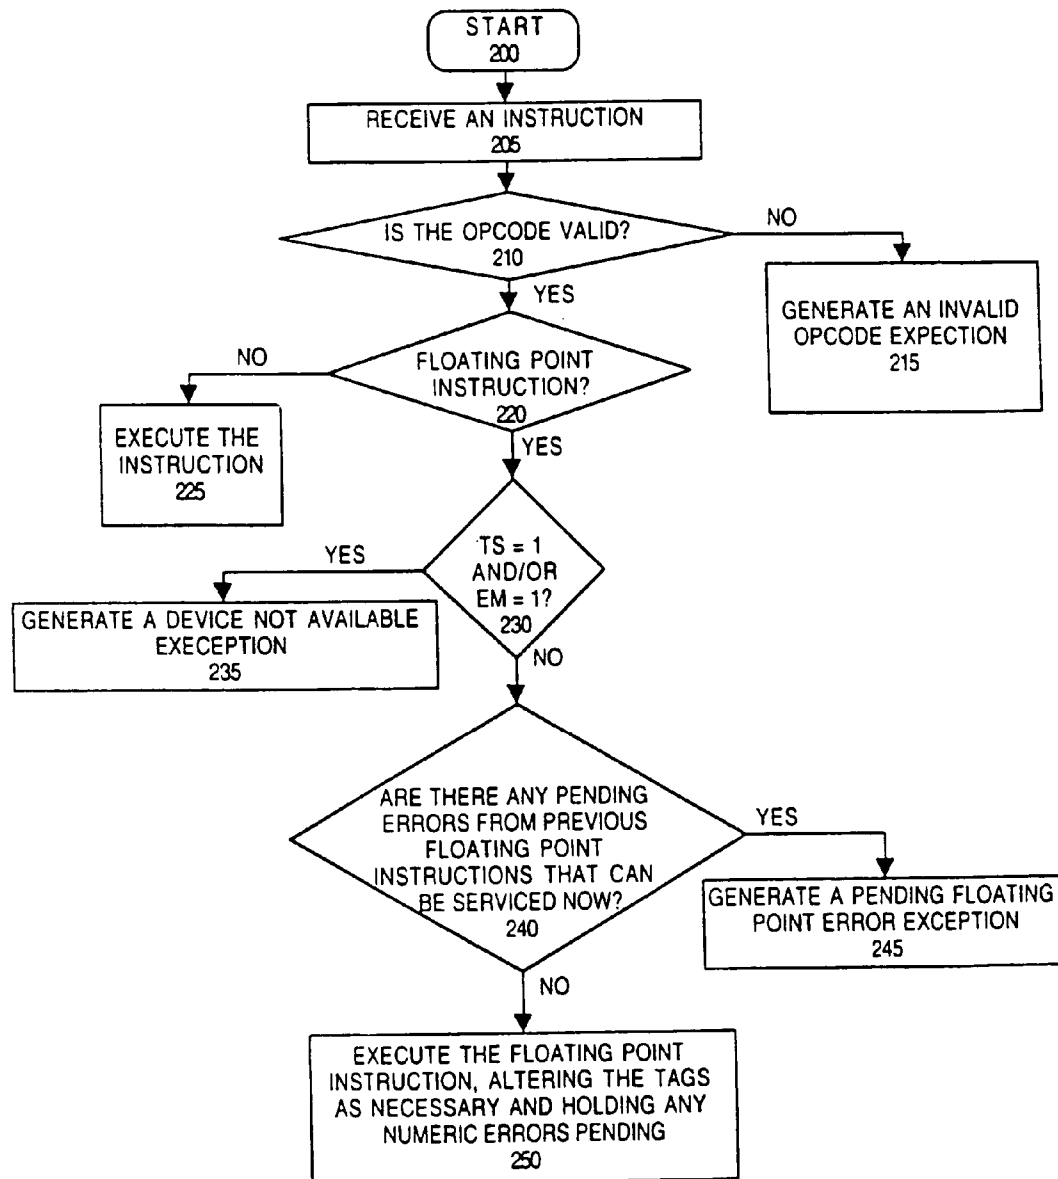 START
200
RECEIVE AN INSTRUCTION
205
IS THE OPCODE VALID?
210
NO
YES
GENERATE AN INVALID
OPCODE EXPECTION
215
FLOATING POINT
INSTRUCTION?
220
NO
YES
EXECUTE THE
INSTRUCTION
225
TS = 1
AND/OR
EM = 1?
230
YES
NO
GENERATE A DEVICE NOT AVAILABLE
EXECEPTION
235
ARE THERE ANY PENDING
ERRORS FROM PREVIOUS
FLOATING POINT
INSTRUCTIONS THAT CAN
BE SERVICED NOW?
240
YES
NO
GENERATE A PENDING FLOATING
POINT ERROR EXCEPTION
245
EXECUTE THE FLOATING POINT
INSTRUCTION, ALTERING THE TAGS
AS NECESSARY AND HOLDING ANY
NUMERIC ERRORS PENDING
250